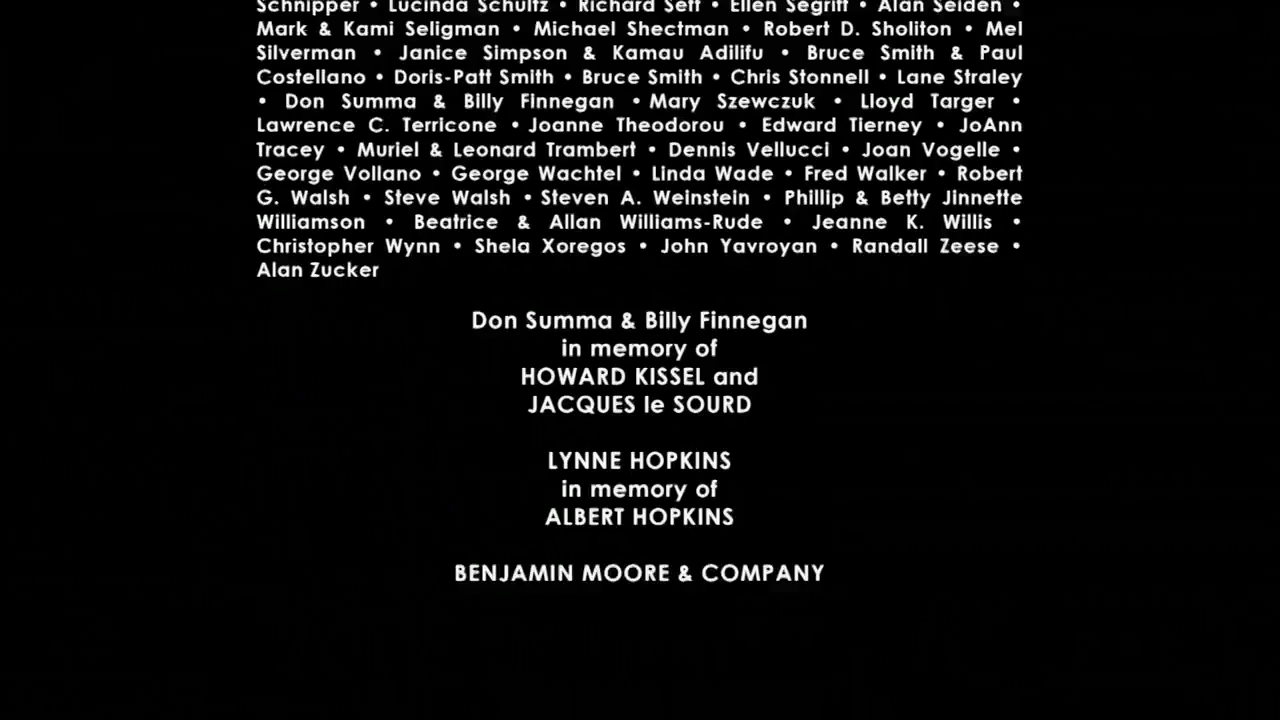 Schnipper • Lucinda Schultz • Richard Seff • Ellen Segriff • Alan Seiden •
Mark & Kami Seligman • Michael Shectman • Robert D. Sholiton • Mel
Silverman • Janice Simpson & Kamau Adilifu • Bruce Smith & Paul
Costellano • Doris-Patt Smith • Bruce Smith • Chris Stonnell • Lane Straley
• Don Summa & Billy Finnegan • Mary Szewczuk • Lloyd Targer •
Lawrence C. Terricone • Joanne Theodorou • Edward Tierney • JoAnn
Tracey • Muriel & Leonard Trambert • Dennis Vellucci • Joan Vogelle •
George Vollano • George Wachtel • Linda Wade • Fred Walker • Robert
G. Walsh • Steve Walsh • Steven A. Weinstein • Phillip & Betty Jinnette
Williamson • Beatrice & Allan Williams-Rude • Jeanne K. Willis •
Christopher Wynn • Shela Xoregos • John Yavroyan • Randall Zeese •
Alan Zucker
Don Summa & Billy Finnegan
in memory of
HOWARD KISSEL and
JACQUES le SOURD
LYNNE HOPKINS
in memory of
ALBERT HOPKINS
BENJAMIN MOORE & COMPANY